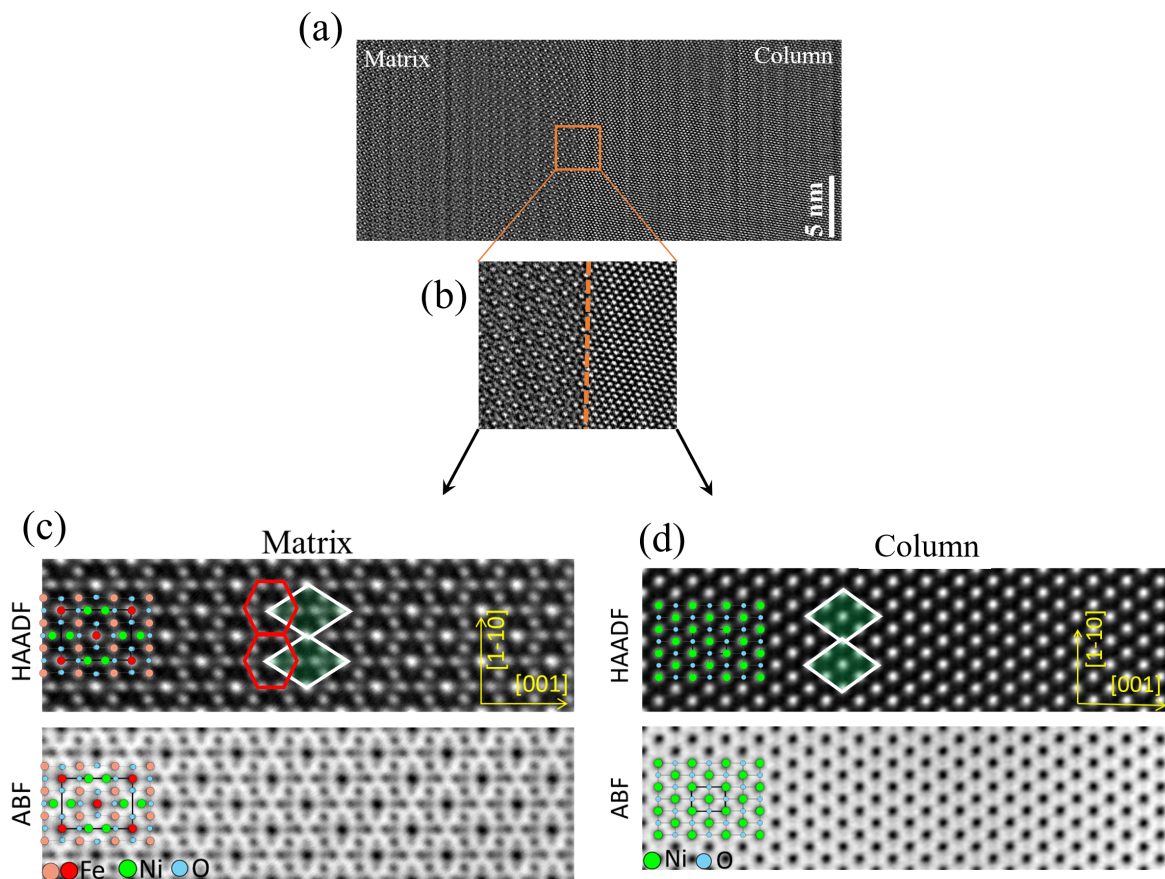 (a)
Matrix
Column
5 nm
(b)
(c)
Matrix
HAADF
[1-10]
[001]
ABF
Fe
Ni
O
(d)
Column
HAADF
[1-10]
[001]
ABF
Ni
O